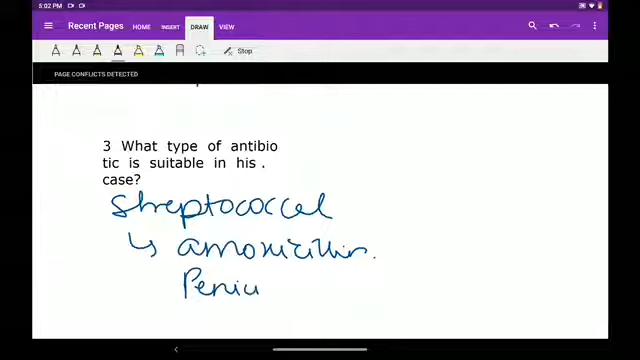 5:02 PM
Recent Pages HOME INSERT DRAW VIEW
Stop
PAGE CONFLICTS DETECTED
3 What type of antibio
tic is suitable in his .
case?
Streptococcal
↳ amoxicillin.
Penic